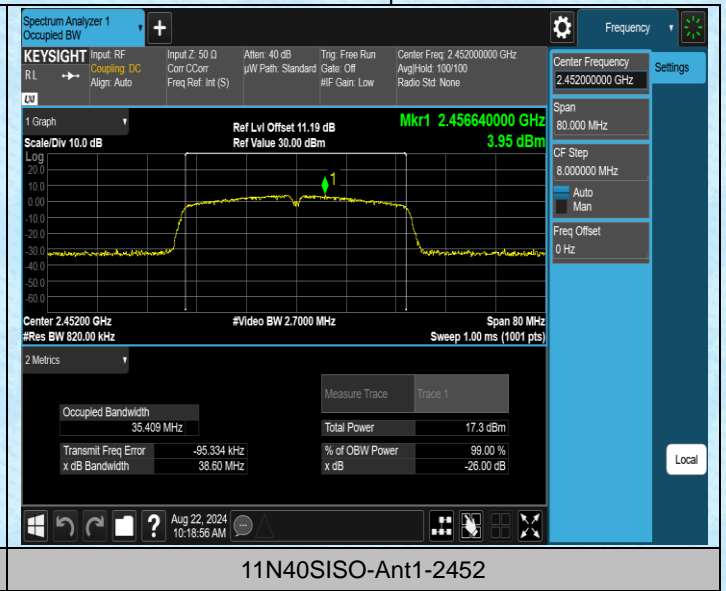 Spectrum Analyzer 1
Occupied BW
+
Frequency
KEYSIGHT
RL
LXI
Input: RF
Coupling: DC
Align: Auto
Input Z: 50 Ω
Corr CCorr
Freq Ref: Int (S)
Atten: 40 dB
µW Path: Standard
Trig: Free Run
Gate: Off
#IF Gain: Low
Center Freq: 2.452000000 GHz
Avg|Hold: 100/100
Radio Std: None
Center Frequency
2.452000000 GHz
Settings
Span
80.000 MHz
CF Step
8.000000 MHz
Auto
Man
Freq Offset
0 Hz
1 Graph
Scale/Div 10.0 dB
Ref Lvl Offset 11.19 dB
Ref Value 30.00 dBm
Mkr1 2.456640000 GHz
3.95 dBm
Log
20.0
10.0
0.00
-10.0
-20.0
-30.0
-40.0
-50.0
-60.0
1
Center 2.45200 GHz
#Res BW 820.00 kHz
#Video BW 2.7000 MHz
Span 80 MHz
Sweep 1.00 ms (1001 pts)
2 Metrics
Measure Trace Trace 1
Occupied Bandwidth
35.409 MHz
Total Power 17.3 dBm
Transmit Freq Error -95.334 kHz
% of OBW Power 99.00 %
x dB Bandwidth 38.60 MHz
x dB -26.00 dB
Local
?
Aug 22, 2024
10:18:56 AM
11N40SISO-Ant1-2452